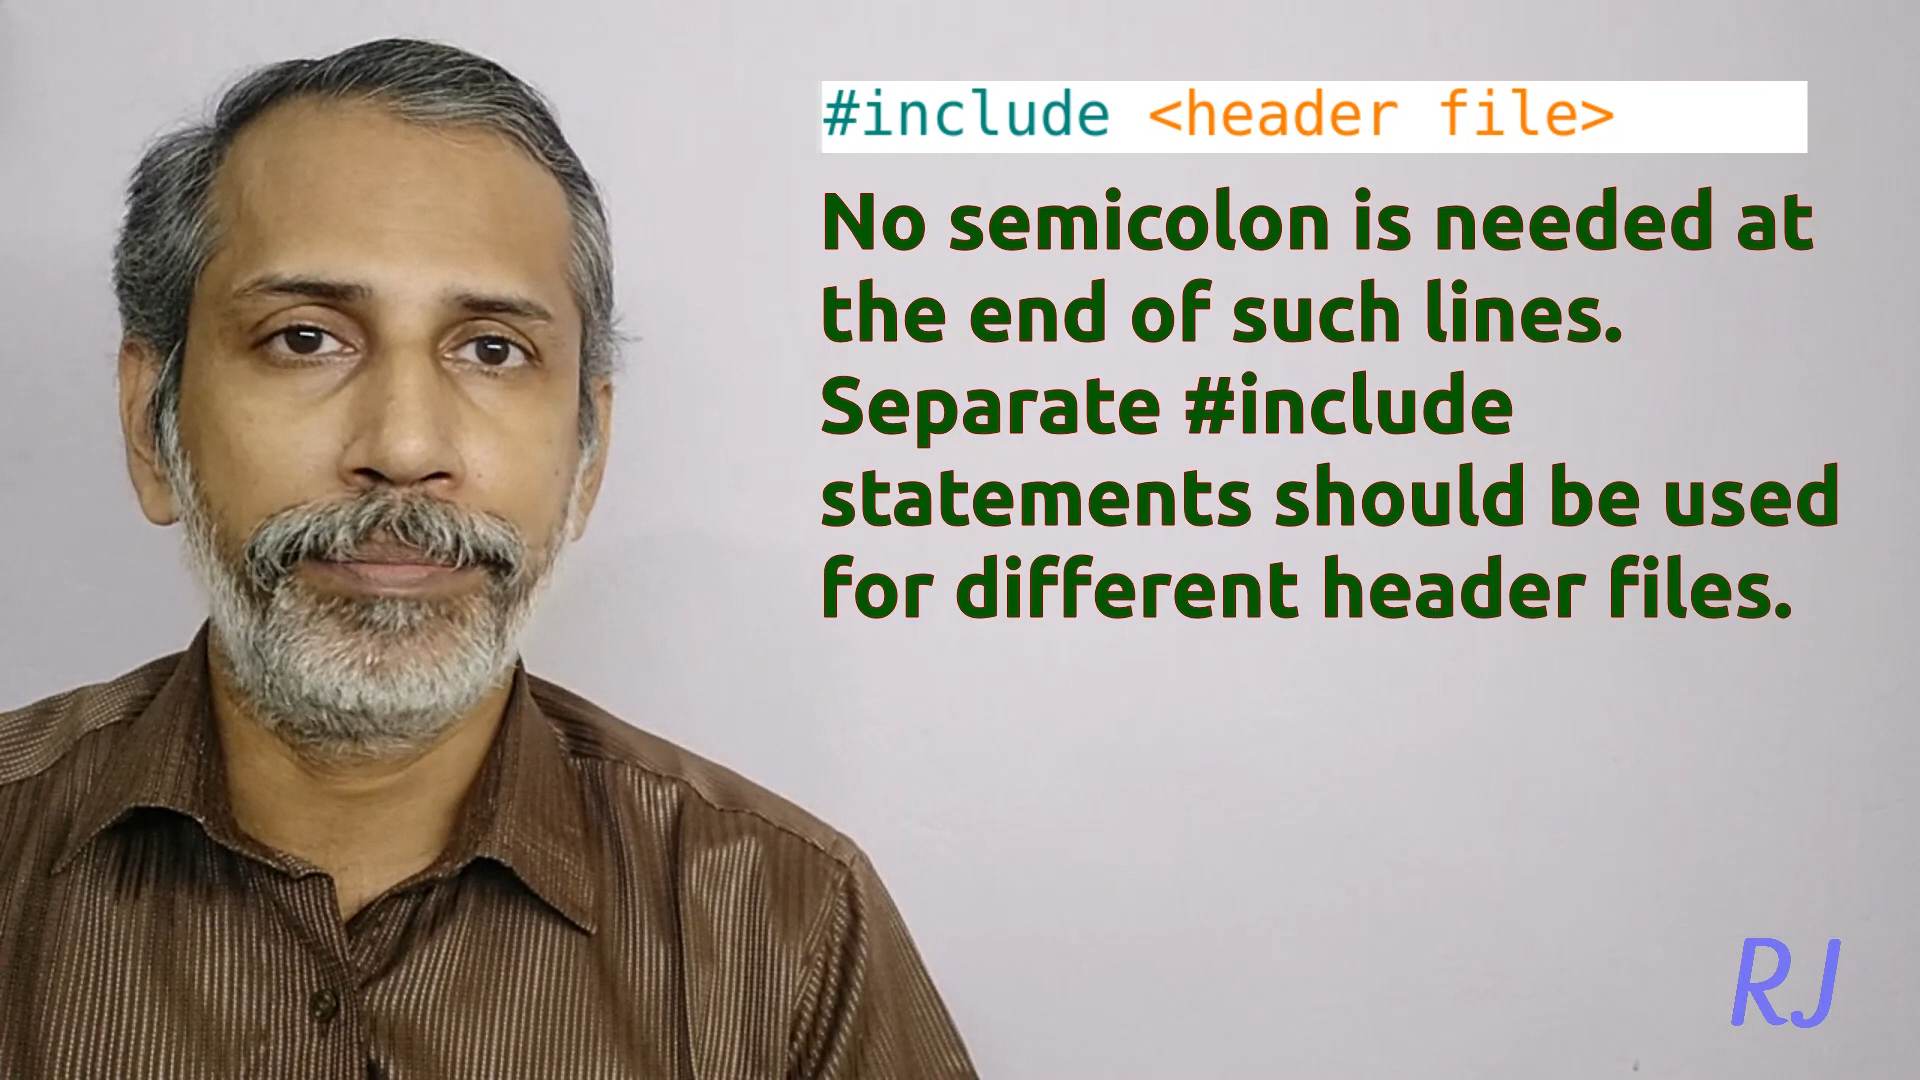 #include <header file>
No semicolon is needed at
the end of such lines.
Separate #include
statements should be used
for different header files.
RJ